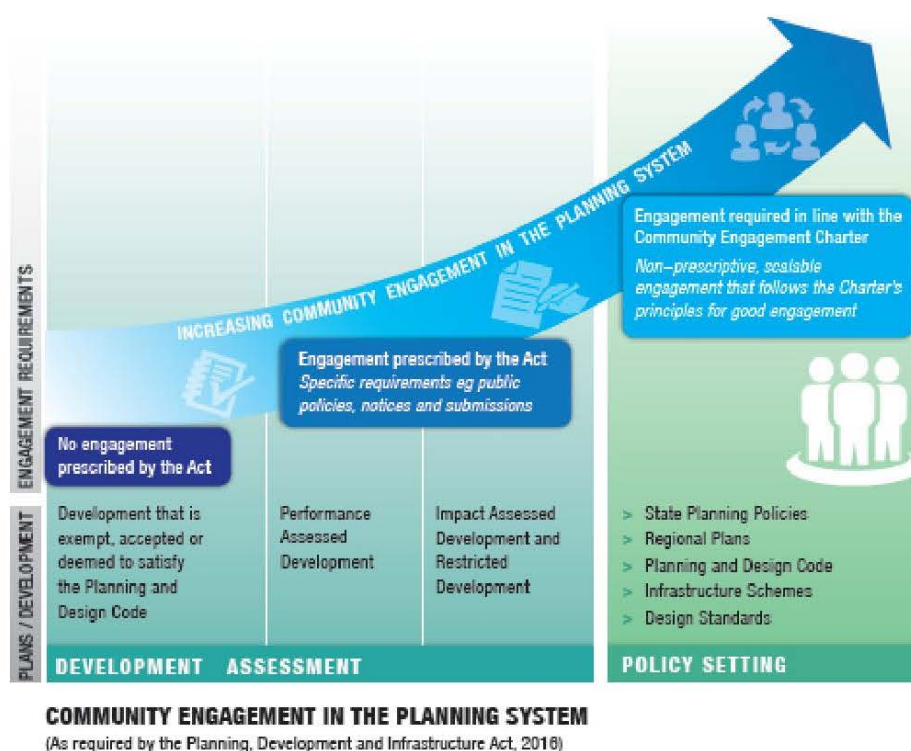 INCREASING COMMUNITY ENGAGEMENT IN THE PLANNING SYSTEM
ENGAGEMENT REQUIREMENTS
No engagement
prescribed by the Act
Engagement prescribed by the Act
Specific requirements eg public
policies, notices and submissions
Engagement required in line with the
Community Engagement Charter
Non–prescriptive, scalable
engagement that follows the Charter's
principles for good engagement
PLANS / DEVELOPMENT
Development that is
exempt, accepted or
deemed to satisfy
the Planning and
Design Code
Performance
Assessed
Development
Impact Assessed
Development and
Restricted
Development
> State Planning Policies
> Regional Plans
> Planning and Design Code
> Infrastructure Schemes
> Design Standards
DEVELOPMENT ASSESSMENT
POLICY SETTING
COMMUNITY ENGAGEMENT IN THE PLANNING SYSTEM
(As required by the Planning, Development and Infrastructure Act, 2016)